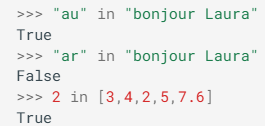 >>> "au" in "bonjour Laura"
True
>>> "ar" in "bonjour Laura"
False
>>> 2 in [3,4,2,5,7.6]
True